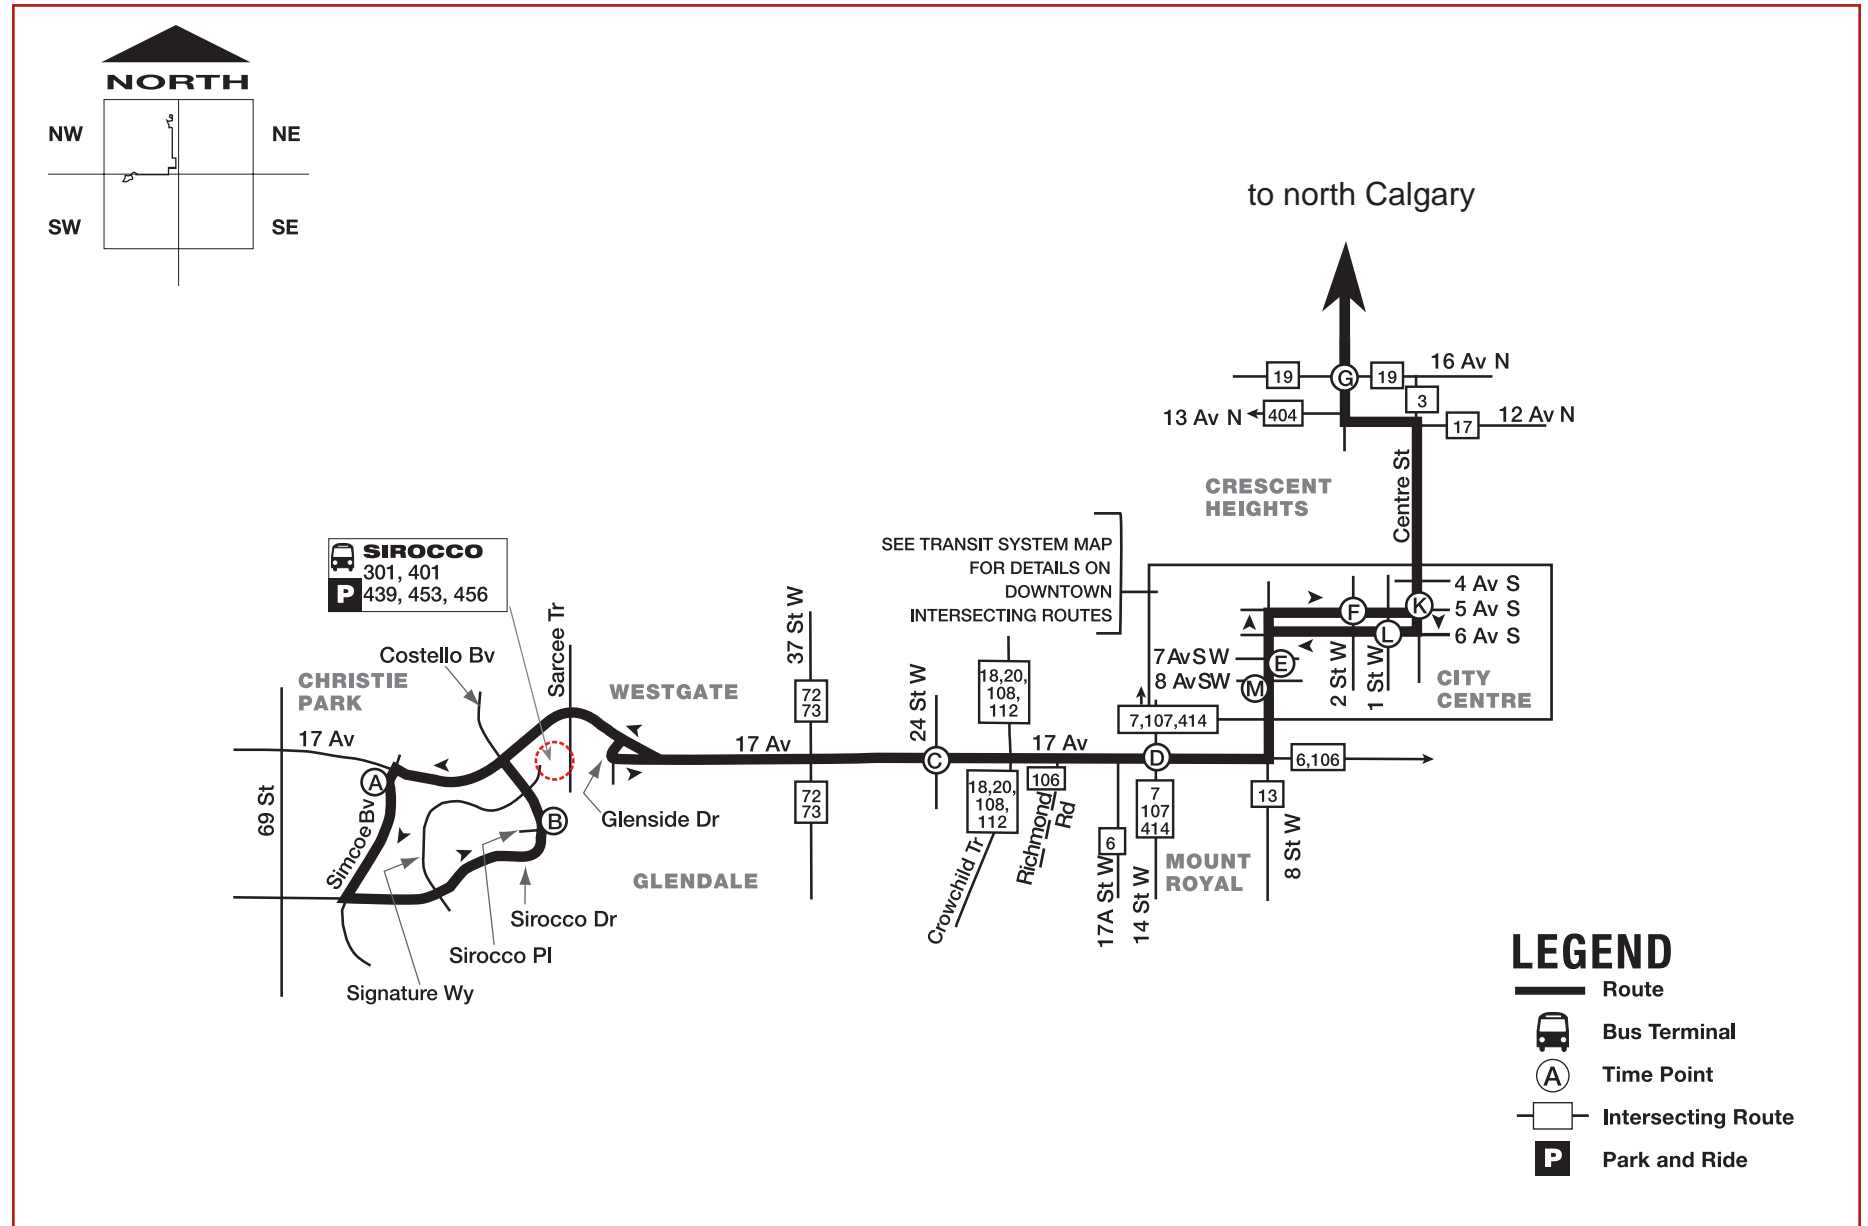 NORTH
NW
NE
SW
SE
to north Calgary
16 Av N
19
G
19
3
13 Av N
404
17
12 Av N
Centre St
CRESCENT
HEIGHTS
SEE TRANSIT SYSTEM MAP
FOR DETAILS ON
DOWNTOWN
INTERSECTING ROUTES
4 Av S
5 Av S
6 Av S
K
F
L
E
M
7 Av SW
8 Av SW
2 St W
1 St W
CITY
CENTRE
SIROCCO
301, 401
P
439, 453, 456
Costello Bv
Sarcee Tr
CHRISTIE
PARK
WESTGATE
37 St W
72
73
24 St W
18,20,
108,
112
7,107,414
17 Av
17 Av
17 Av
A
C
D
6,106
69 St
Simcoe Bv
B
Glenside Dr
72
73
18,20,
108,
112
106
Richmond
Rd
6
7
107
414
13
8 St W
GLENDALE
MOUNT
ROYAL
Crowchild Tr
17A St W
14 St W
Sirocco Dr
Sirocco Pl
Signature Wy
LEGEND
Route
Bus Terminal
A
Time Point
Intersecting Route
P
Park and Ride